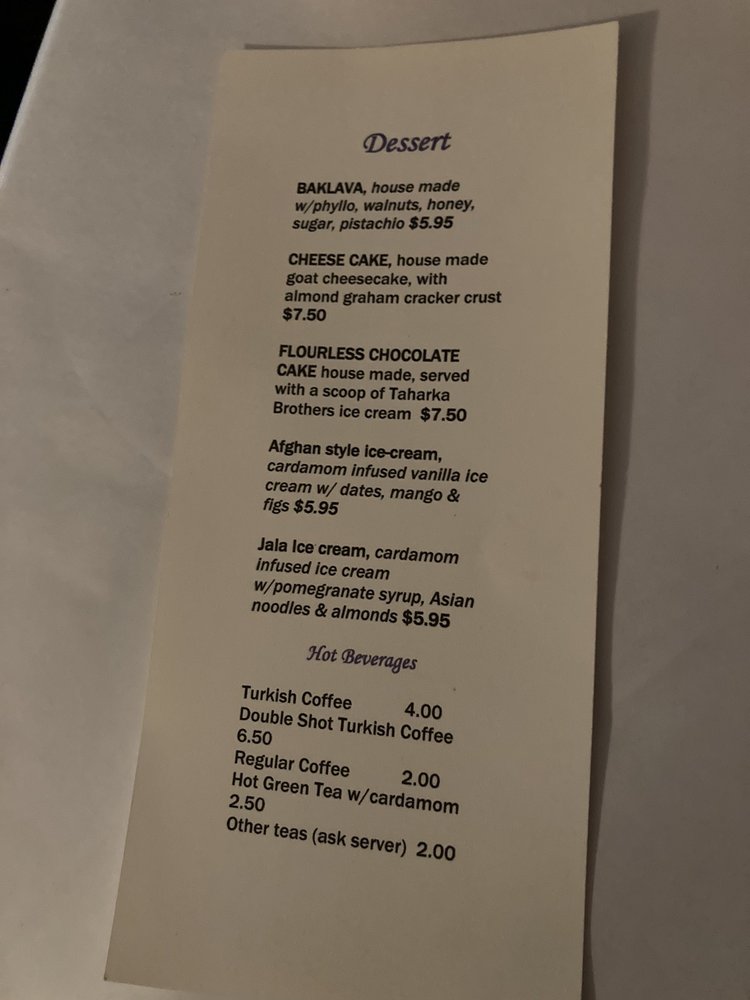 Dessert
BAKLAVA, house made
w/phyllo, walnuts, honey,
sugar, pistachio $5.95
CHEESE CAKE, house made
goat cheesecake, with
almond graham cracker crust
$7.50
FLOURLESS CHOCOLATE
CAKE house made, served
with a scoop of Taharka
Brothers ice cream $7.50
Afghan style ice-cream,
cardamom infused vanilla ice
cream w/ dates, mango &
figs $5.95
Jala Ice cream, cardamom
infused ice cream
w/pomegranate syrup, Asian
noodles & almonds $5.95
Hot Beverages
Turkish Coffee 4.00
Double Shot Turkish Coffee
6.50
Regular Coffee 2.00
Hot Green Tea w/cardamom
2.50
Other teas (ask server) 2.00